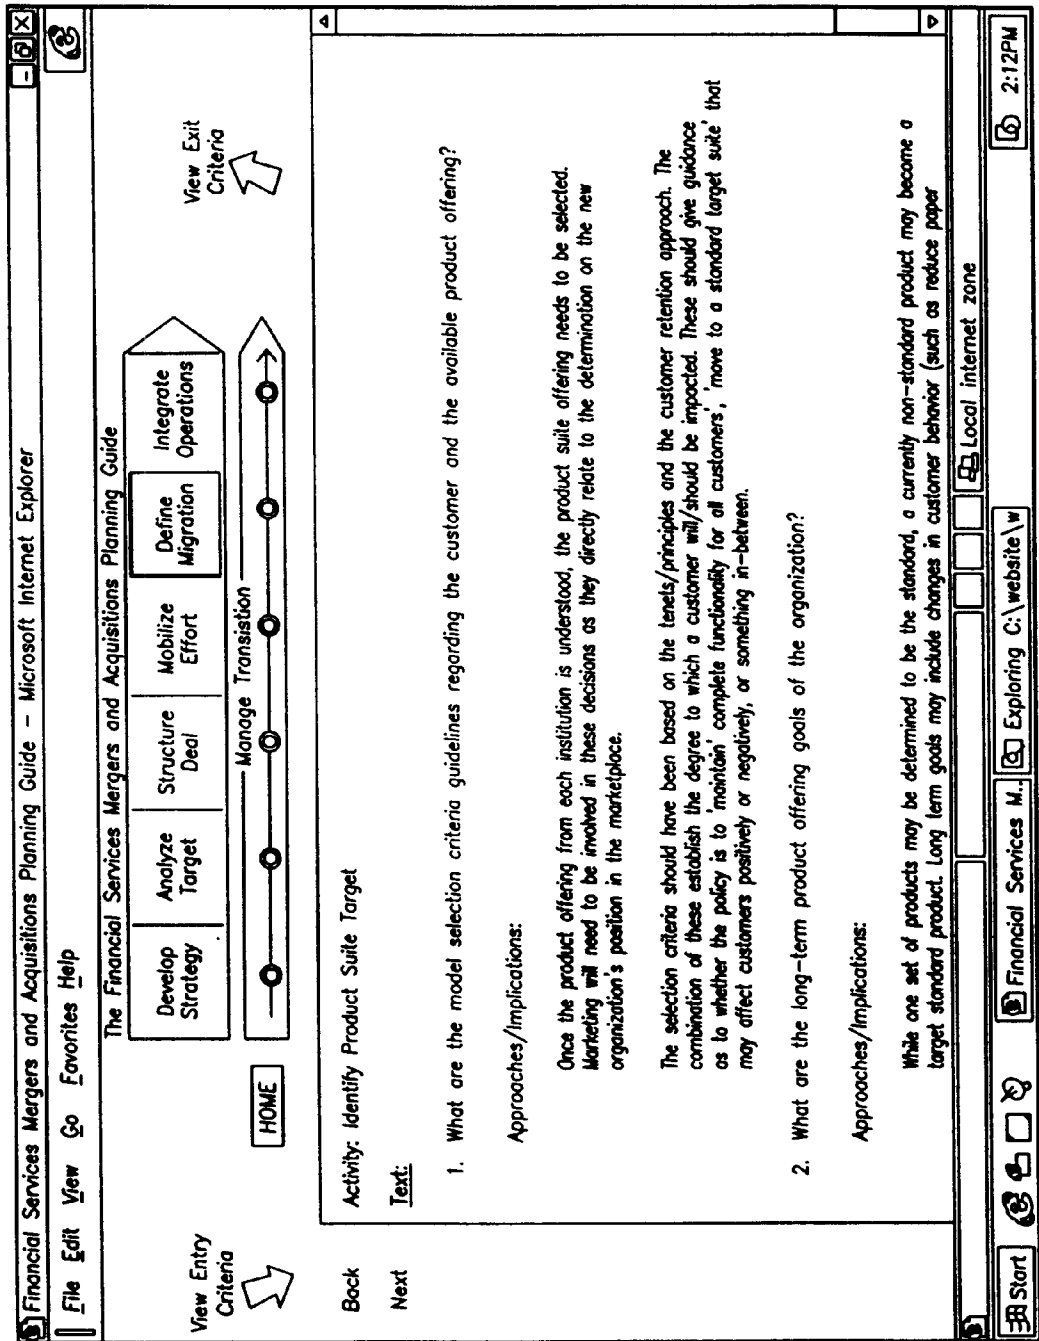 Financial Services Mergers and Acquisitions Planning Guide – Microsoft Internet Explorer
File Edit View Go Favorites Help
The Financial Services Mergers and Acquisitions Planning Guide
View Entry
Criteria
HOME
Develop
Strategy
Analyze
Target
Structure
Deal
Mobilize
Effort
Define
Migration
Integrate
Operations
Manage Transistion
View Exit
Criteria
Back
Next
Activity: Identify Product Suite Target
Text:
1. What are the model selection criteria guidelines regarding the customer and the available product offering?
Approaches/Implications:
Once the product offering from each institution is understood, the product suite offering needs to be selected.
Marketing will need to be involved in these decisions as they directly relate to the determination on the new
organization's position in the marketplace.
The selection criteria should have been based on the tenets/principles and the customer retention approach. The
combination of these establish the degree to which a customer will/should be impacted. These should give guidance
as to whether the policy is to 'maintain' complete functionality for all customers', 'move to a standard target suite' that
may affect customers positively or negatively, or something in-between.
2. What are the long-term product offering goals of the organization?
Approaches/Implications:
While one set of products may be determined to be the standard, a currently non-standard product may become a
target standard product. Long term goals may include changes in customer behavior (such as reduce paper
Local internet zone
Start
Financial Services M..
Exploring C:\website\w
2:12PM